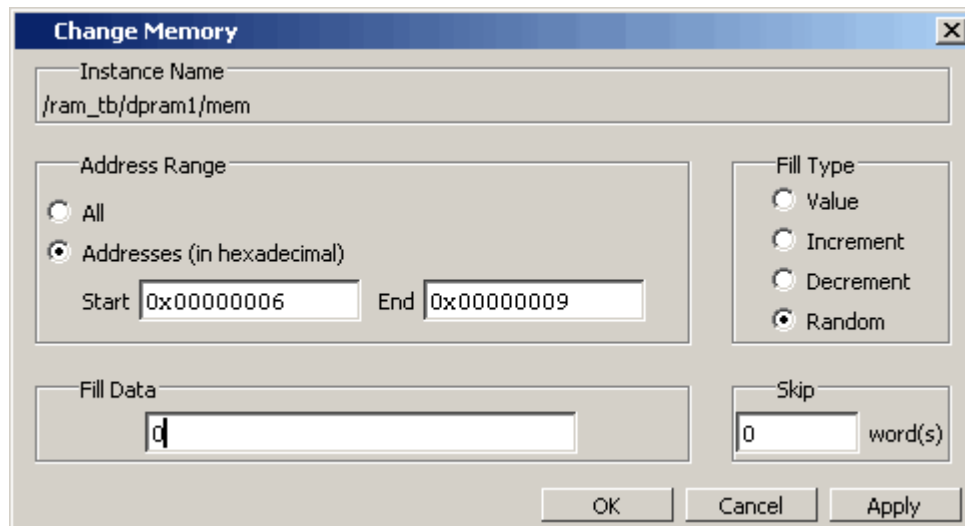 Change Memory
Instance Name
/ram_tb/dpram1/mem
Address Range
All
Addresses (in hexadecimal)
Start 0x00000006 End 0x00000009
Fill Type
Value
Increment
Decrement
Random
Fill Data
0
Skip
0 word(s)
OK Cancel Apply